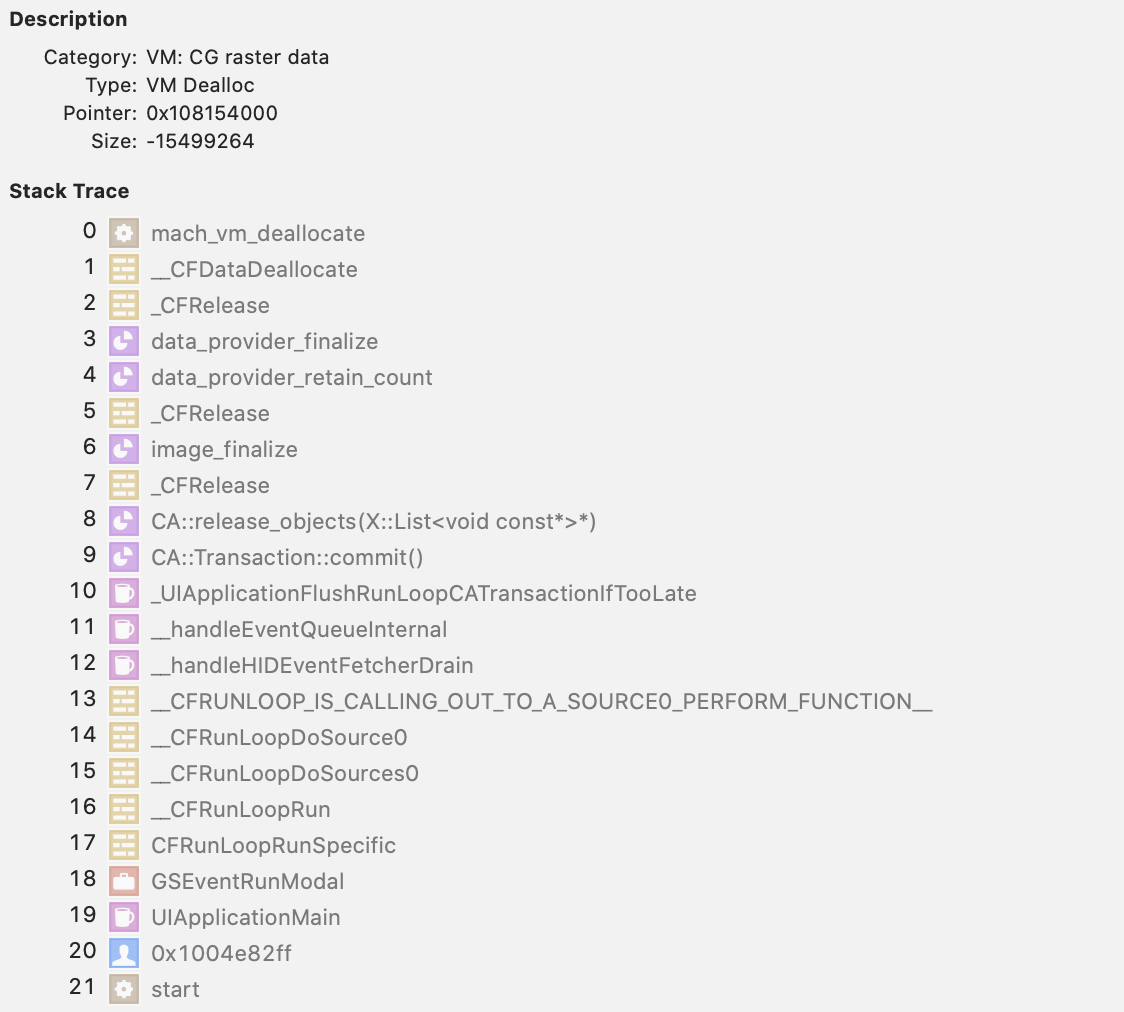 Description
Category: VM: CG raster data
Type: VM Dealloc
Pointer: 0x108154000
Size: -15499264
Stack Trace
0 mach_vm_deallocate
1 __CFDataDeallocate
2 _CFRelease
3 data_provider_finalize
4 data_provider_retain_count
5 _CFRelease
6 image_finalize
7 _CFRelease
8 CA::release_objects(X::List<void const*>*)
9 CA::Transaction::commit()
10 _UIApplicationFlushRunLoopCATransactionIfTooLate
11 __handleEventQueueInternal
12 __handleHIDEventFetcherDrain
13 __CFRUNLOOP_IS_CALLING_OUT_TO_A_SOURCE0_PERFORM_FUNCTION__
14 __CFRunLoopDoSource0
15 __CFRunLoopDoSources0
16 __CFRunLoopRun
17 CFRunLoopRunSpecific
18 GSEventRunModal
19 UIApplicationMain
20 0x1004e82ff
21 start